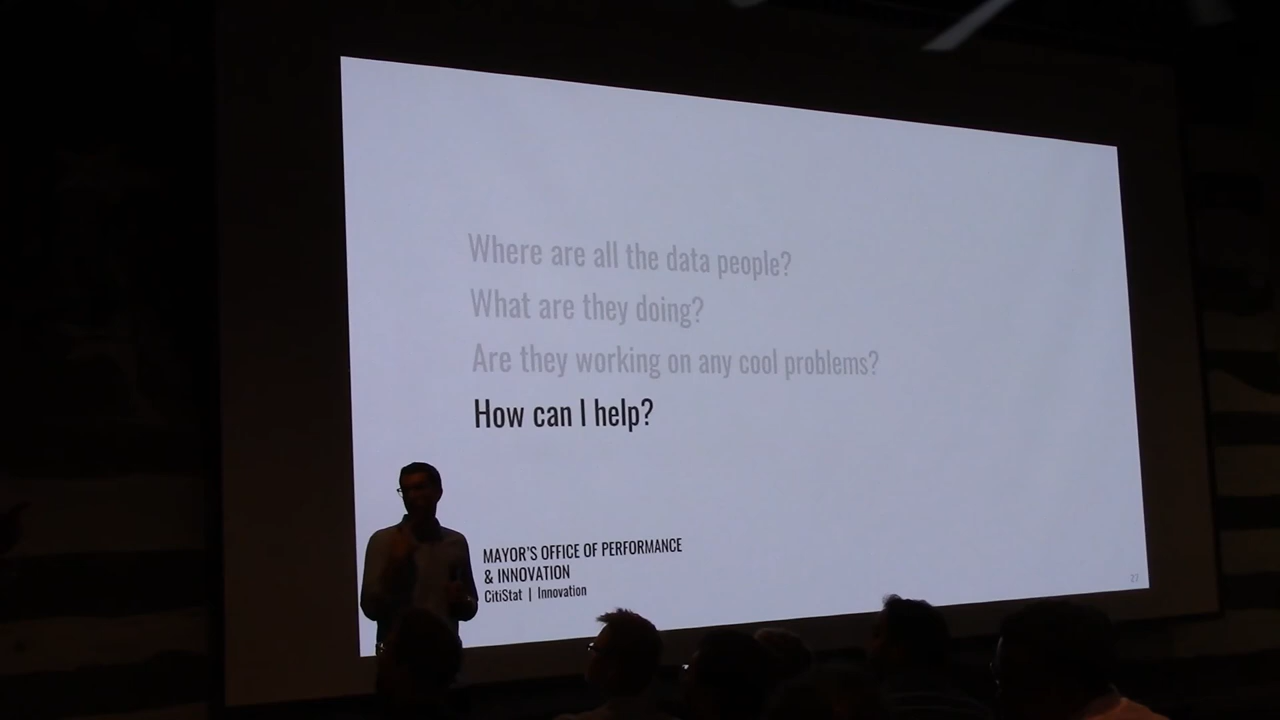 Where are all the data people?
What are they doing?
Are they working on any cool problems?
How can I help?
MAYOR'S OFFICE OF PERFORMANCE
& INNOVATION
CitiStat | Innovation
27